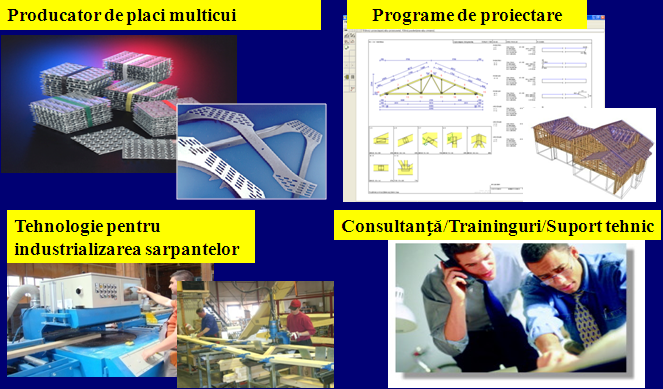 Producator de placi multicui
Programe de proiectare
Tehnologie pentru
industrializarea sarpantelor
Consultanță/Traininguri/Suport tehnic